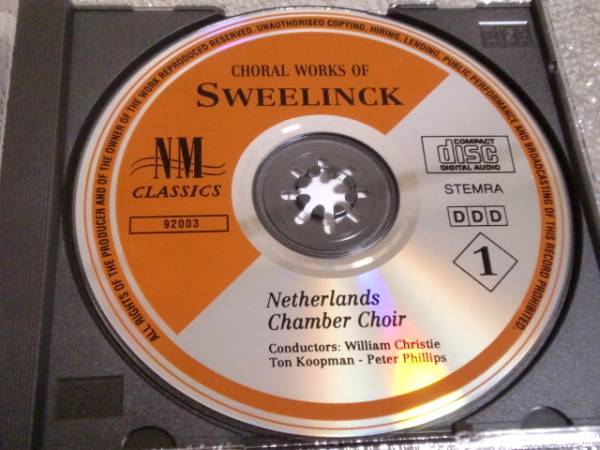 ALL RIGHTS OF THE PRODUCER AND OF THE OWNER OF THE WORK REPRODUCED RESERVED. UNAUTHORISED COPYING, HIRING, LENDING, PUBLIC PERFORMANCE AND BROADCASTING OF THIS RECORD PROHIBITED.
CHORAL WORKS OF
SWEELINCK
NM
CLASSICS
92003
COMPACT
disc
DIGITAL AUDIO
STEMRA
DDD
1
Netherlands
Chamber Choir
Conductors: William Christie
Ton Koopman - Peter Phillips